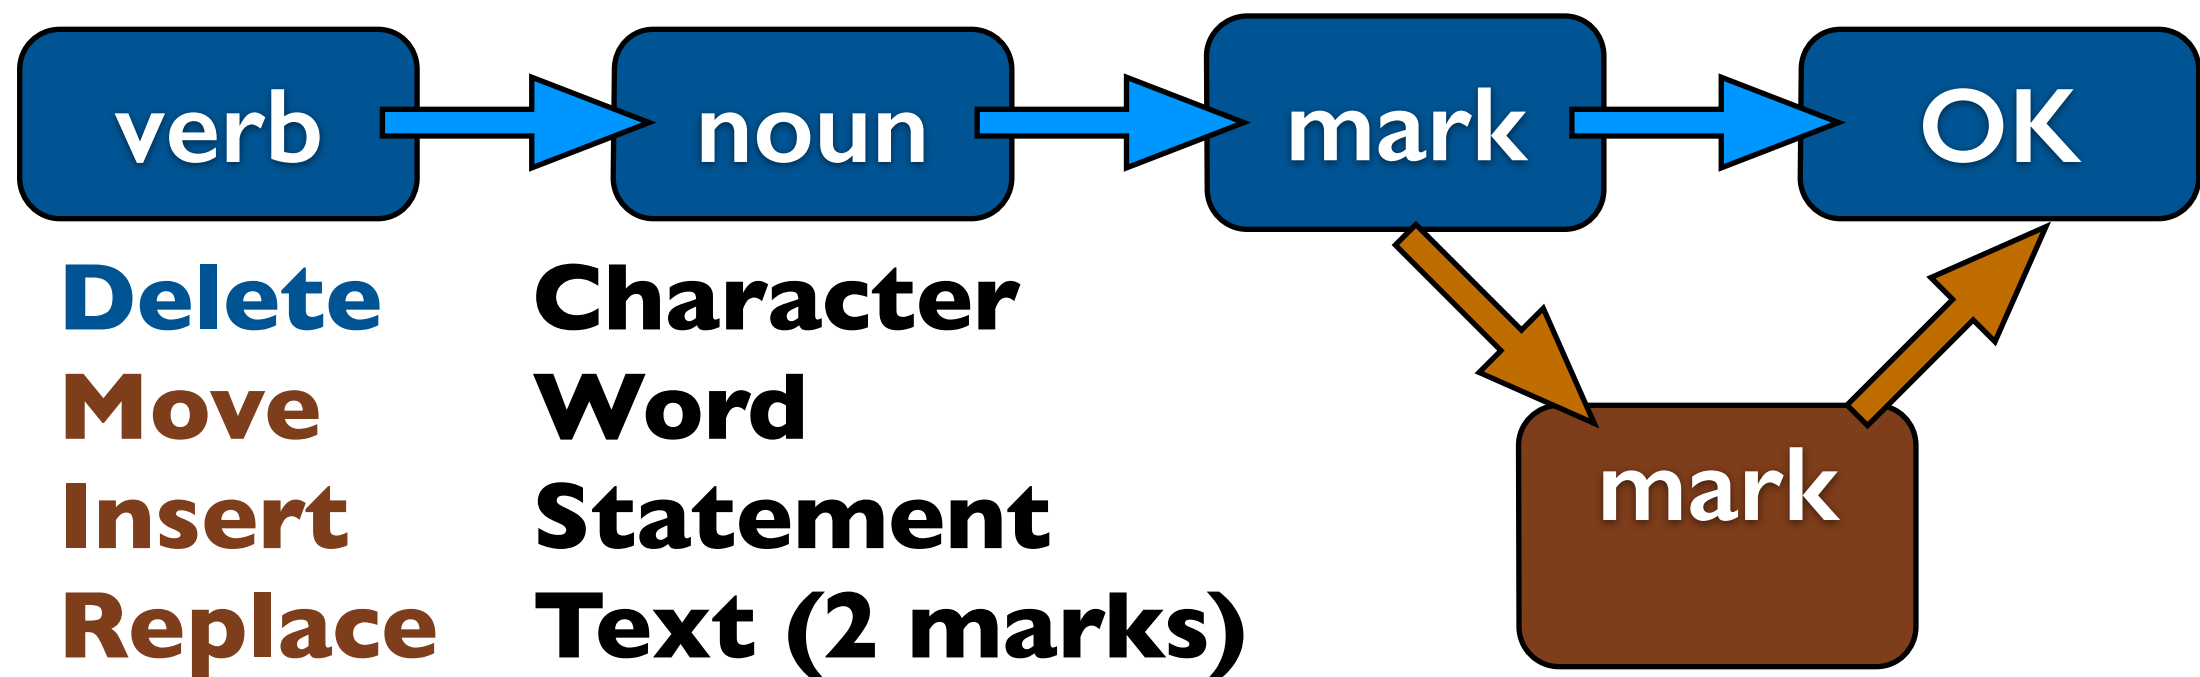 verb noun mark OK
Delete Character
Move Word
mark
Insert Statement
Replace Text (2 marks)